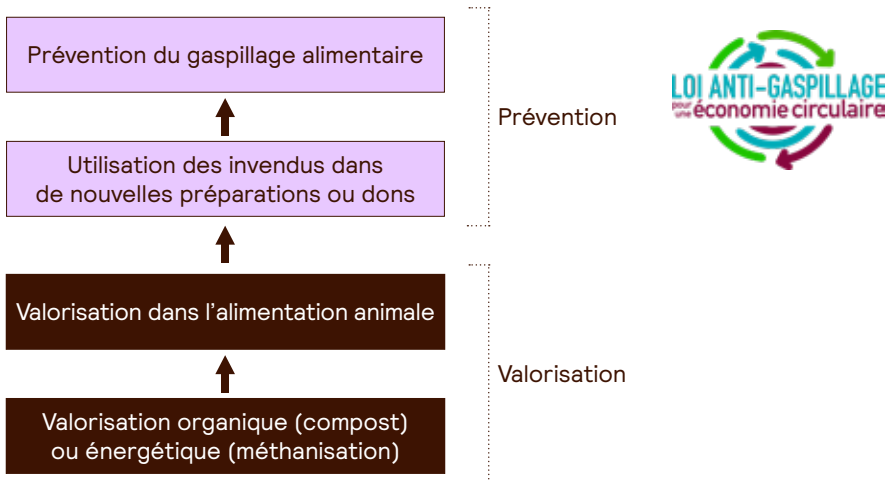 Prévention du gaspillage alimentaire
Utilisation des invendus dans
de nouvelles préparations ou dons
Valorisation dans l’alimentation animale
Valorisation organique (compost)
ou énergétique (méthanisation)
Prévention
Valorisation
LOI ANTI-GASPILLAGE
pour une économie circulaire